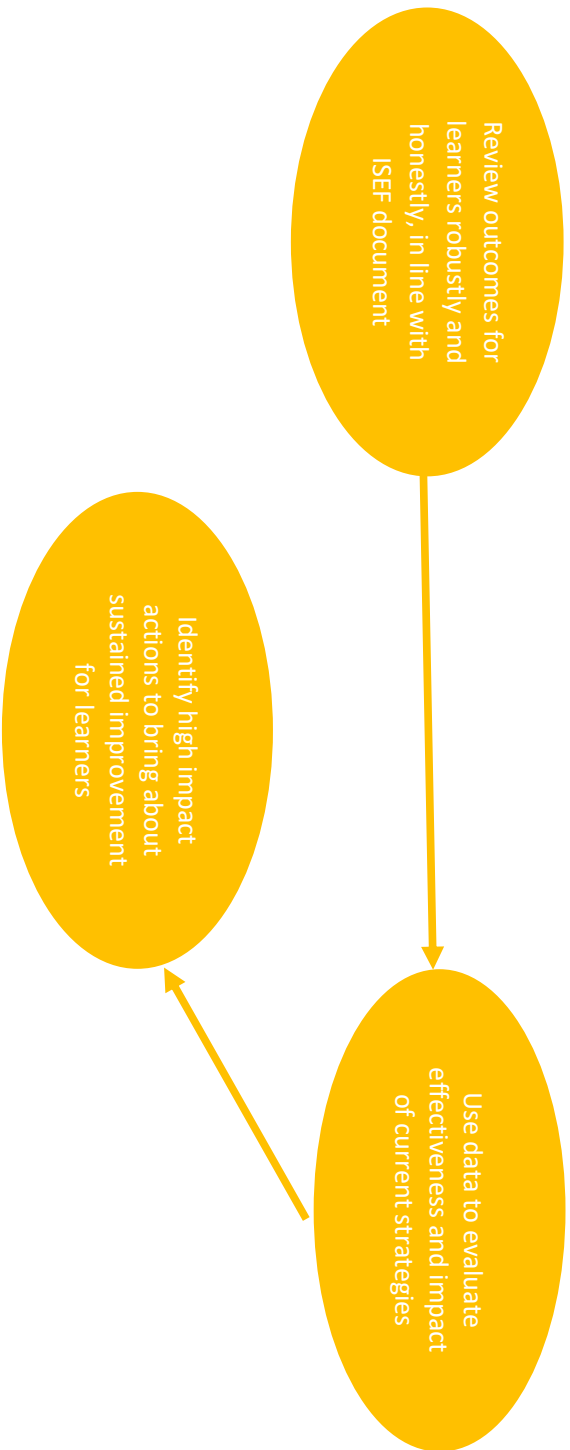 Review outcomes for
learners robustly and
honestly, in line with
ISEF document
Use data to evaluate
effectiveness and impact
of current strategies
Identify high impact
actions to bring about
sustained improvement
for learners